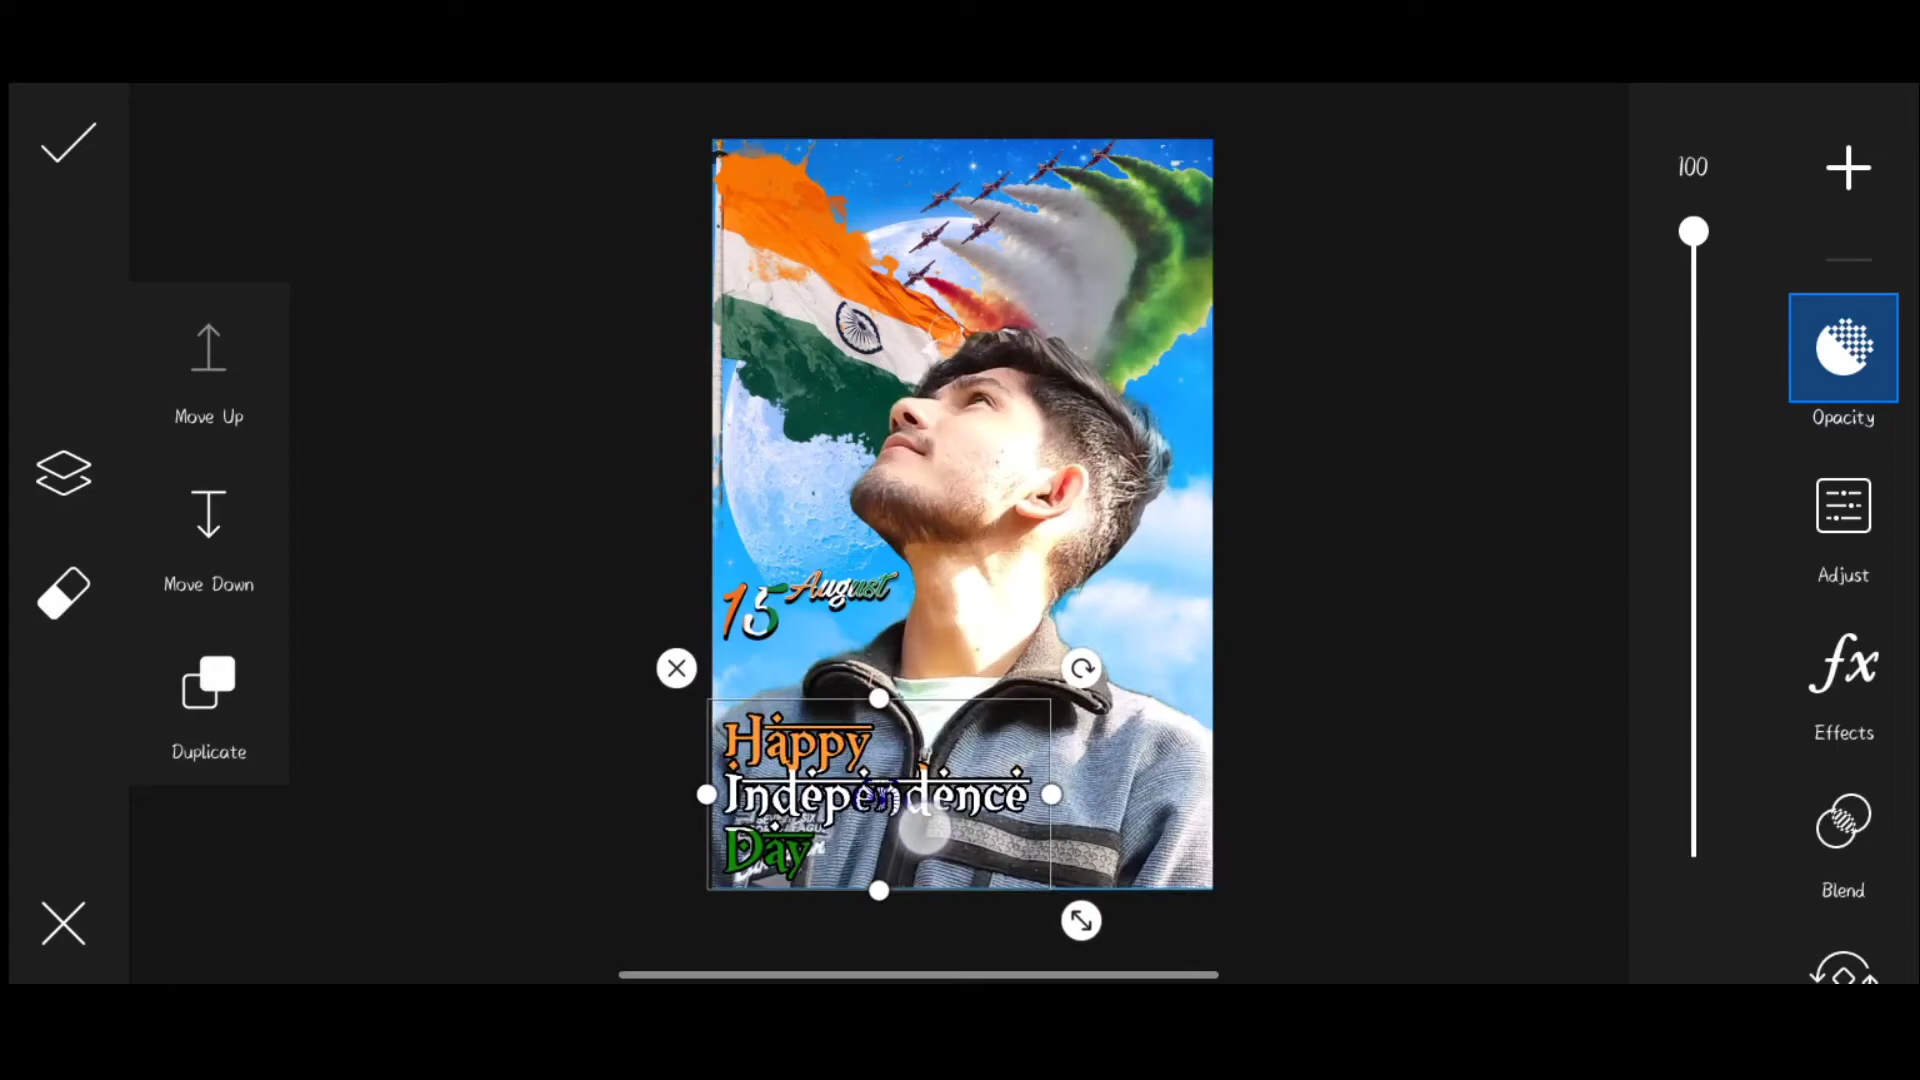 100
Move Up
Opacity
Move Down
Adjust
15 August
Duplicate
Effects
Happy
Independence
Day
Blend